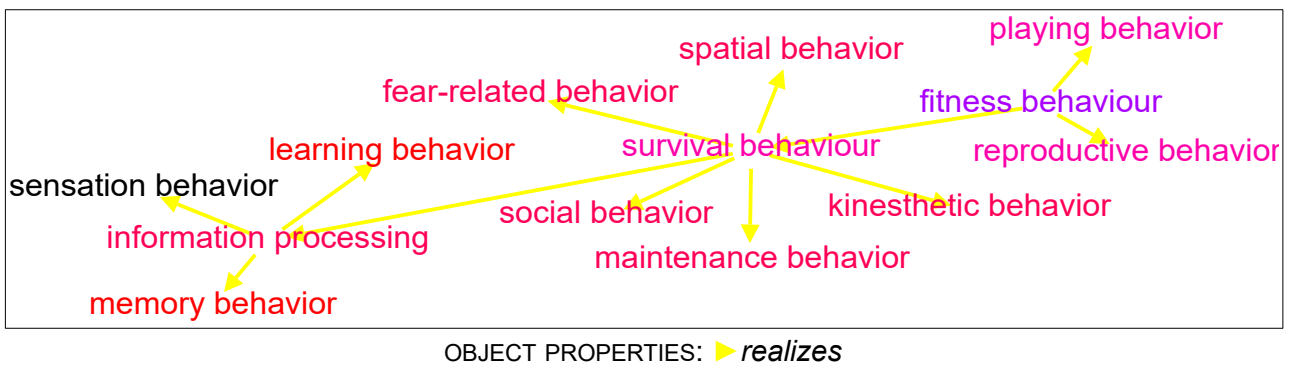 playing behavior
spatial behavior
fear-related behavior
fitness behaviour
learning behavior
survival behaviour
reproductive behavior
sensation behavior
social behavior
kinesthetic behavior
information processing
maintenance behavior
memory behavior
OBJECT PROPERTIES: realizes